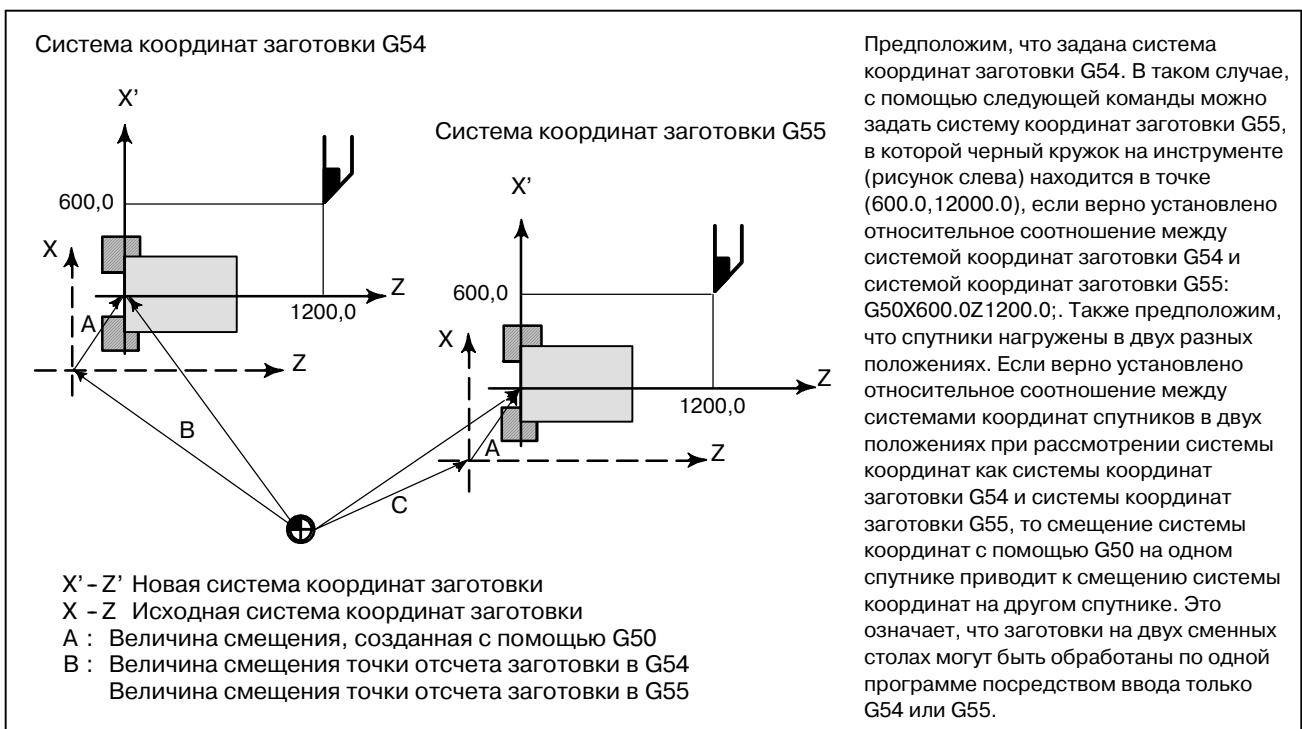 Система координат заготовки G54
X’
600,0
X
A
Z
1200,0
Z
B
Система координат заготовки G55
X’
600,0
X
A
Z
1200,0
Z
C
X’ – Z’ Новая система координат заготовки
X – Z Исходная система координат заготовки
A : Величина смещения, созданная с помощью G50
B : Величина смещения точки отсчета заготовки в G54
Величина смещения точки отсчета заготовки в G55
Предположим, что задана система
координат заготовки G54. В таком случае,
с помощью следующей команды можно
задать систему координат заготовки G55,
в которой черный кружок на инструменте
(рисунок слева) находится в точке
(600.0,12000.0), если верно установлено
относительное соотношение между
системой координат заготовки G54 и
системой координат заготовки G55:
G50X600.0Z1200.0;. Также предположим,
что спутники нагружены в двух разных
положениях. Если верно установлено
относительное соотношение между
системами координат спутников в двух
положениях при рассмотрении системы
координат как системы координат
заготовки G54 и системы координат
заготовки G55, то смещение системы
координат с помощью G50 на одном
спутнике приводит к смещению системы
координат на другом спутнике. Это
означает, что заготовки на двух сменных
столах могут быть обработаны по одной
программе посредством ввода только
G54 или G55.